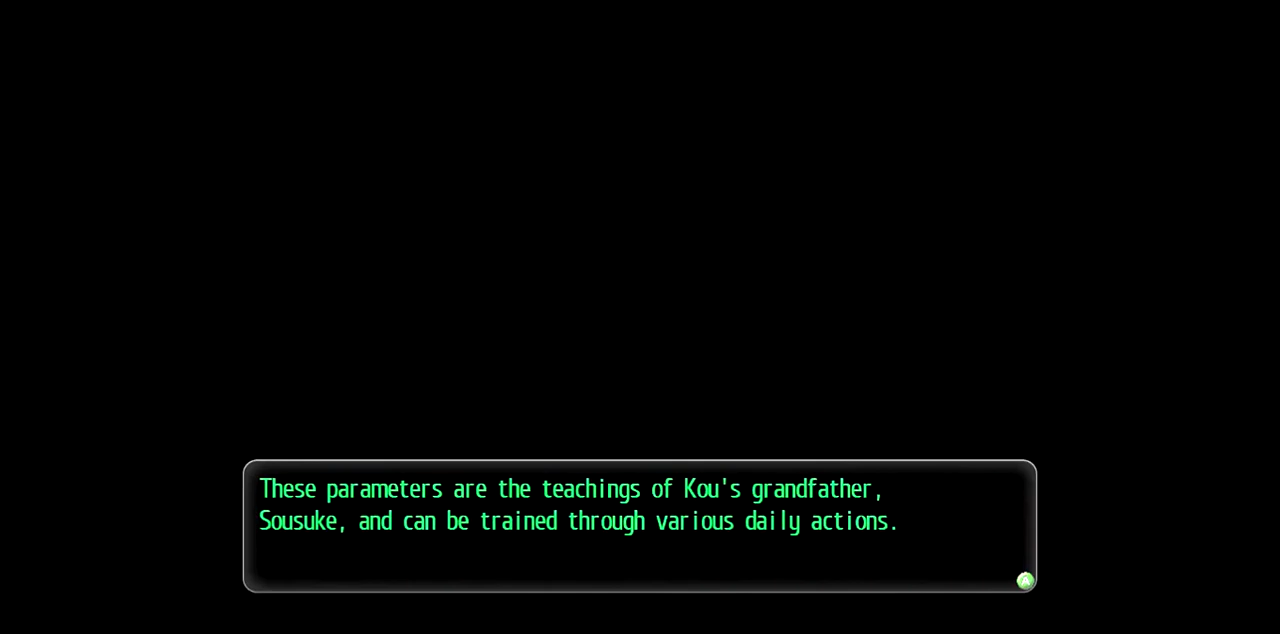 These parameters are the teachings of Kou's grandfather,
Sousuke, and can be trained through various daily actions.
A